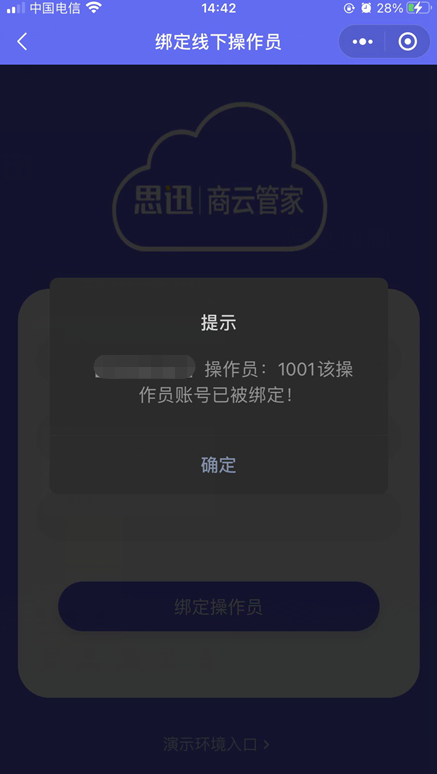 中国电信
14:42
28%
绑定线下操作员
思迅|商云管家
提示
操作员：1001该操
作员账号已被绑定！
确定
绑定操作员
演示环境入口 >